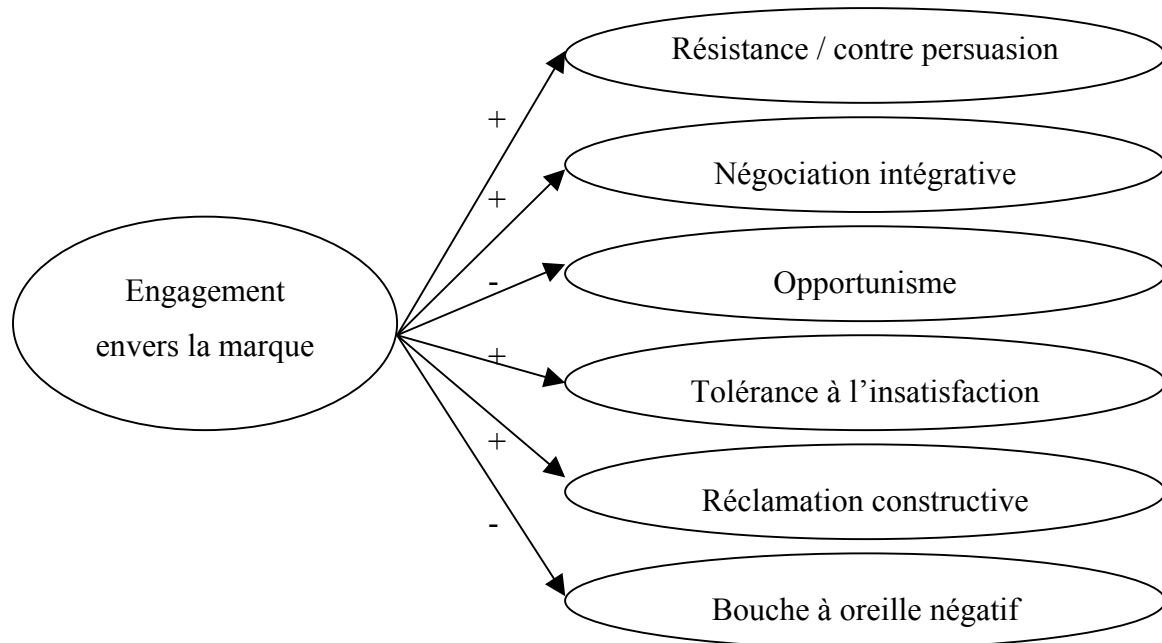 Résistance / contre persuasion
+
Négociation intégrative
+
Opportunisme
-
Engagement
envers la marque
+
Tolérance à l’insatisfaction
+
Réclamation constructive
-
Bouche à oreille négatif